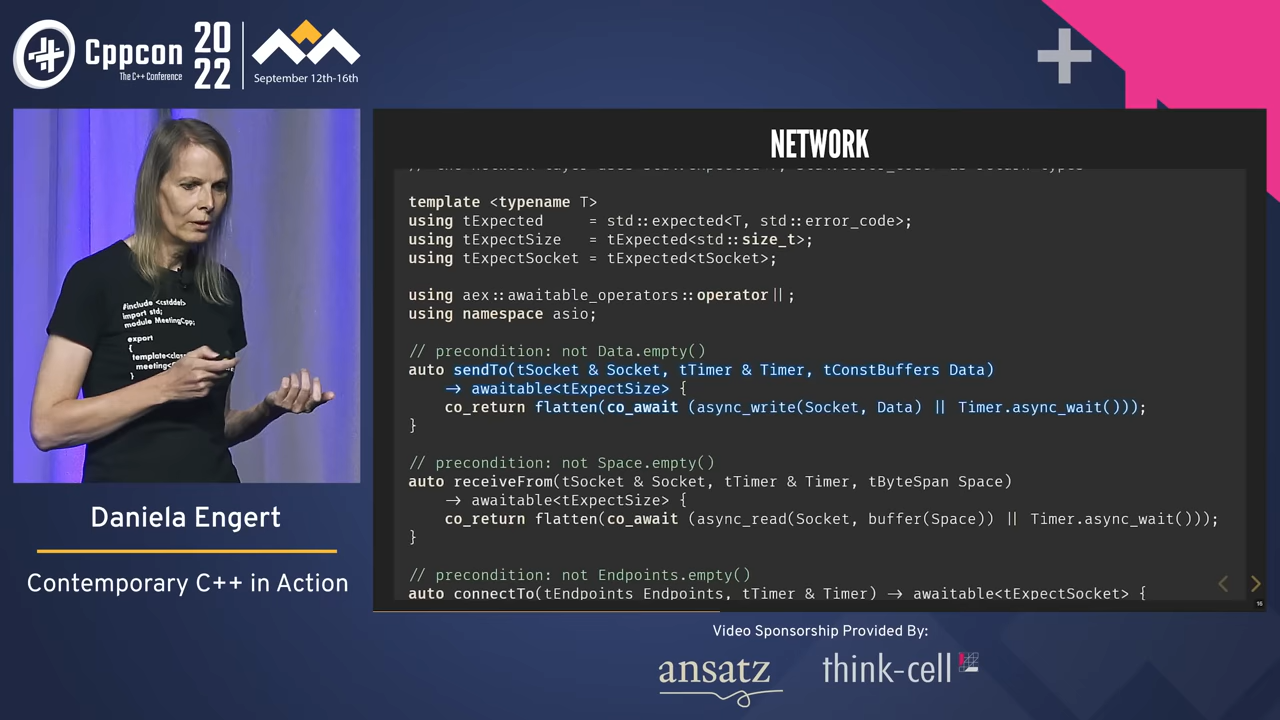 Cppcon
The C++ Conference
20
22
September 12th-16th
#include <cstddef>
import std;
module MeetingCpp;
export
{
template<class
meeting<
Daniela Engert
Contemporary C++ in Action
NETWORK
template <typename T>
using tExpected     = std::expected<T, std::error_code>;
using tExpectSize   = tExpected<std::size_t>;
using tExpectSocket = tExpected<tSocket>;
using aex::awaitable_operators::operator||;
using namespace asio;
// precondition: not Data.empty()
auto sendTo(tSocket & Socket, tTimer & Timer, tConstBuffers Data)
    -> awaitable<tExpectSize> {
    co_return flatten(co_await (async_write(Socket, Data) || Timer.async_wait()));
}
// precondition: not Space.empty()
auto receiveFrom(tSocket & Socket, tTimer & Timer, tByteSpan Space)
    -> awaitable<tExpectSize> {
    co_return flatten(co_await (async_read(Socket, buffer(Space)) || Timer.async_wait()));
}
// precondition: not Endpoints.empty()
auto connectTo(tEndpoints Endpoints, tTimer & Timer) -> awaitable<tExpectSocket> {
Video Sponsorship Provided By:
ansatz
think-cell